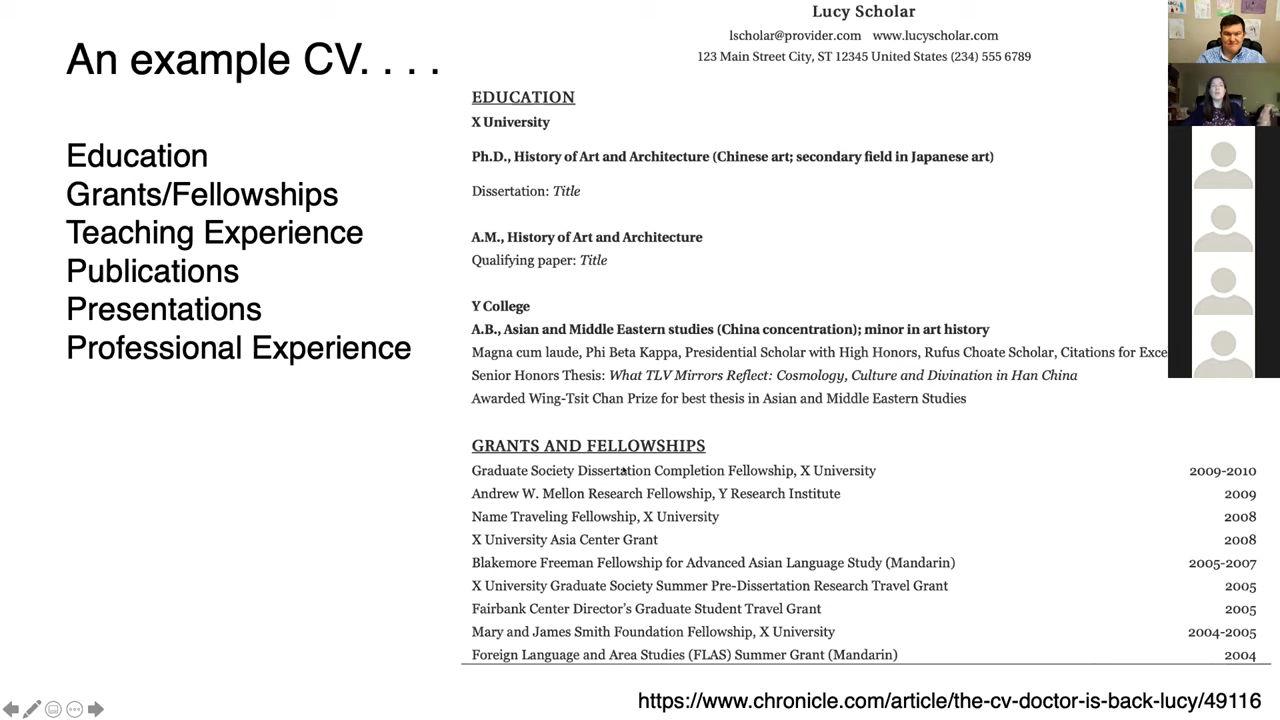 An example CV. . . .
Education
Grants/Fellowships
Teaching Experience
Publications
Presentations
Professional Experience
Lucy Scholar
lscholar@provider.com www.lucyscholar.com
123 Main Street City, ST 12345 United States (234) 555 6789
EDUCATION
X University
Ph.D., History of Art and Architecture (Chinese art; secondary field in Japanese art)
Dissertation: Title
A.M., History of Art and Architecture
Qualifying paper: Title
Y College
A.B., Asian and Middle Eastern studies (China concentration); minor in art history
Magna cum laude, Phi Beta Kappa, Presidential Scholar with High Honors, Rufus Choate Scholar, Citations for Exce
Senior Honors Thesis: What TLV Mirrors Reflect: Cosmology, Culture and Divination in Han China
Awarded Wing-Tsit Chan Prize for best thesis in Asian and Middle Eastern Studies
GRANTS AND FELLOWSHIPS
Graduate Society Dissertation Completion Fellowship, X University 2009-2010
Andrew W. Mellon Research Fellowship, Y Research Institute 2009
Name Traveling Fellowship, X University 2008
X University Asia Center Grant 2008
Blakemore Freeman Fellowship for Advanced Asian Language Study (Mandarin) 2005-2007
X University Graduate Society Summer Pre-Dissertation Research Travel Grant 2005
Fairbank Center Director's Graduate Student Travel Grant 2005
Mary and James Smith Foundation Fellowship, X University 2004-2005
Foreign Language and Area Studies (FLAS) Summer Grant (Mandarin) 2004
https://www.chronicle.com/article/the-cv-doctor-is-back-lucy/49116